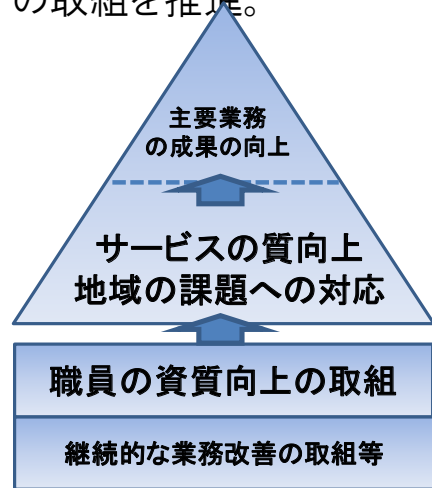 の取組を推進。
主要業務
の成果の向上
サービスの質向上
地域の課題への対応
職員の資質向上の取組
継続的な業務改善の取組等